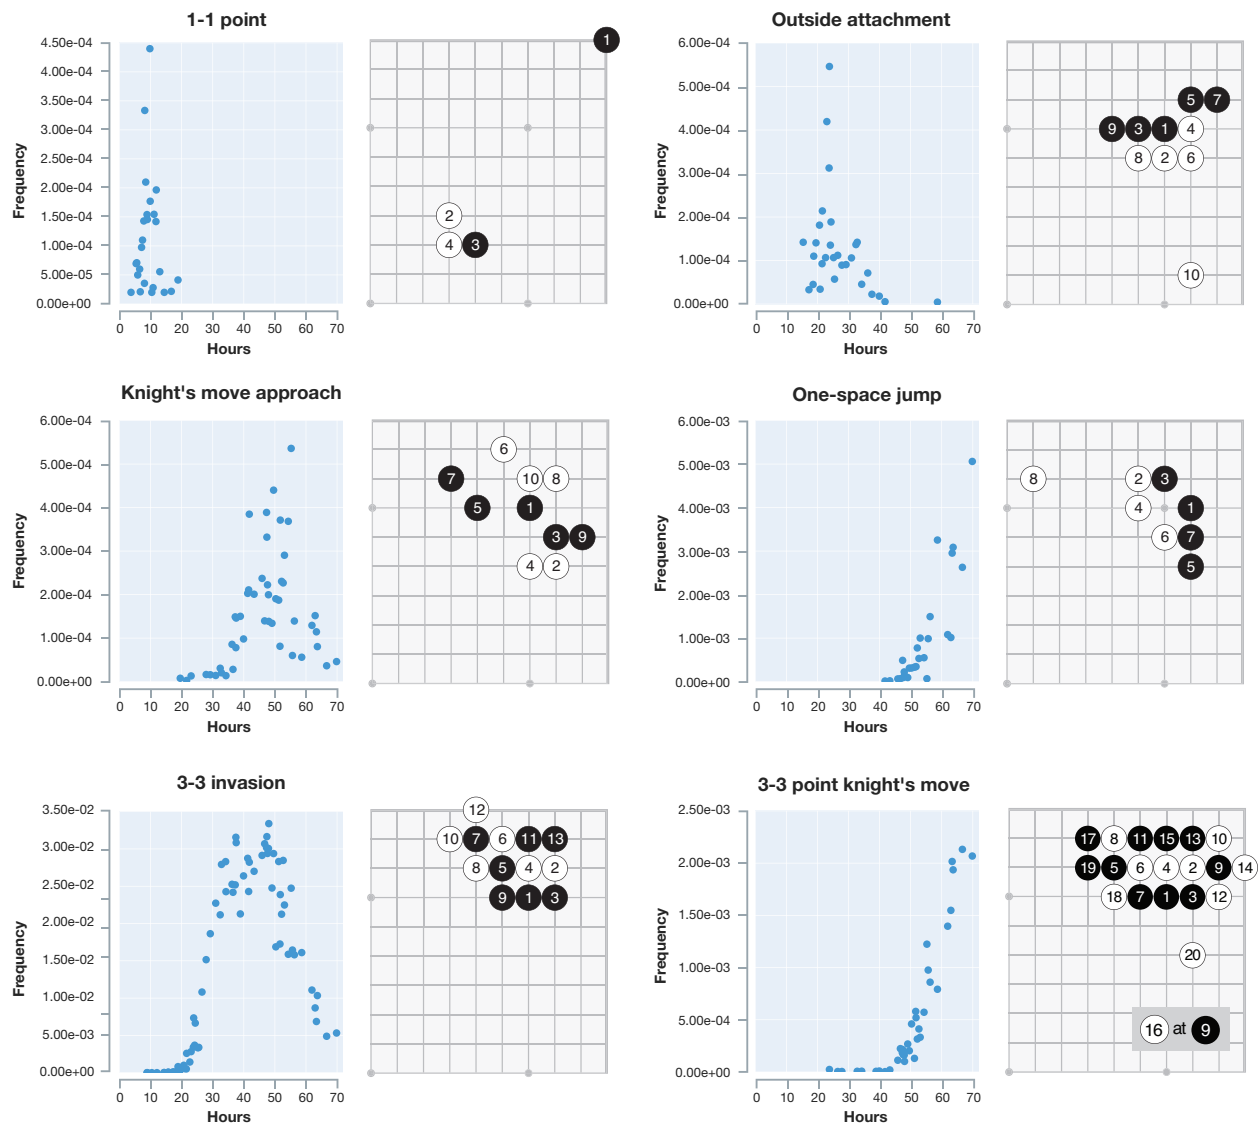 1-1 point
4.50e-04
4.00e-04
3.50e-04
3.00e-04
2.50e-04
2.00e-04
1.50e-04
1.00e-04
5.00e-05
0.00e+00
Frequency
0 10 20 30 40 50 60 70
Hours
1
2
4 3
Outside attachment
6.00e-04
5.00e-04
4.00e-04
3.00e-04
2.00e-04
1.00e-04
0.00e+00
Frequency
0 10 20 30 40 50 60 70
Hours
5 7
9 3 1 4
8 2 6
10
Knight's move approach
6.00e-04
5.00e-04
4.00e-04
3.00e-04
2.00e-04
1.00e-04
0.00e+00
Frequency
0 10 20 30 40 50 60 70
Hours
6
7 10 8
5 1
3 9
4 2
One-space jump
6.00e-03
5.00e-03
4.00e-03
3.00e-03
2.00e-03
1.00e-03
0.00e+00
Frequency
0 10 20 30 40 50 60 70
Hours
8 2 3
4 1
6 7
5
3-3 invasion
3.50e-02
3.00e-02
2.50e-02
2.00e-02
1.50e-02
1.00e-02
5.00e-03
0.00e+00
Frequency
0 10 20 30 40 50 60 70
Hours
12
10 7 6 11 13
8 5 4 2
9 1 3
3-3 point knight's move
2.50e-03
2.00e-03
1.50e-03
1.00e-03
5.00e-04
0.00e+00
Frequency
0 10 20 30 40 50 60 70
Hours
17 8 11 15 13 10
19 5 6 4 2 9 14
18 7 1 3 12
20
16 at 9